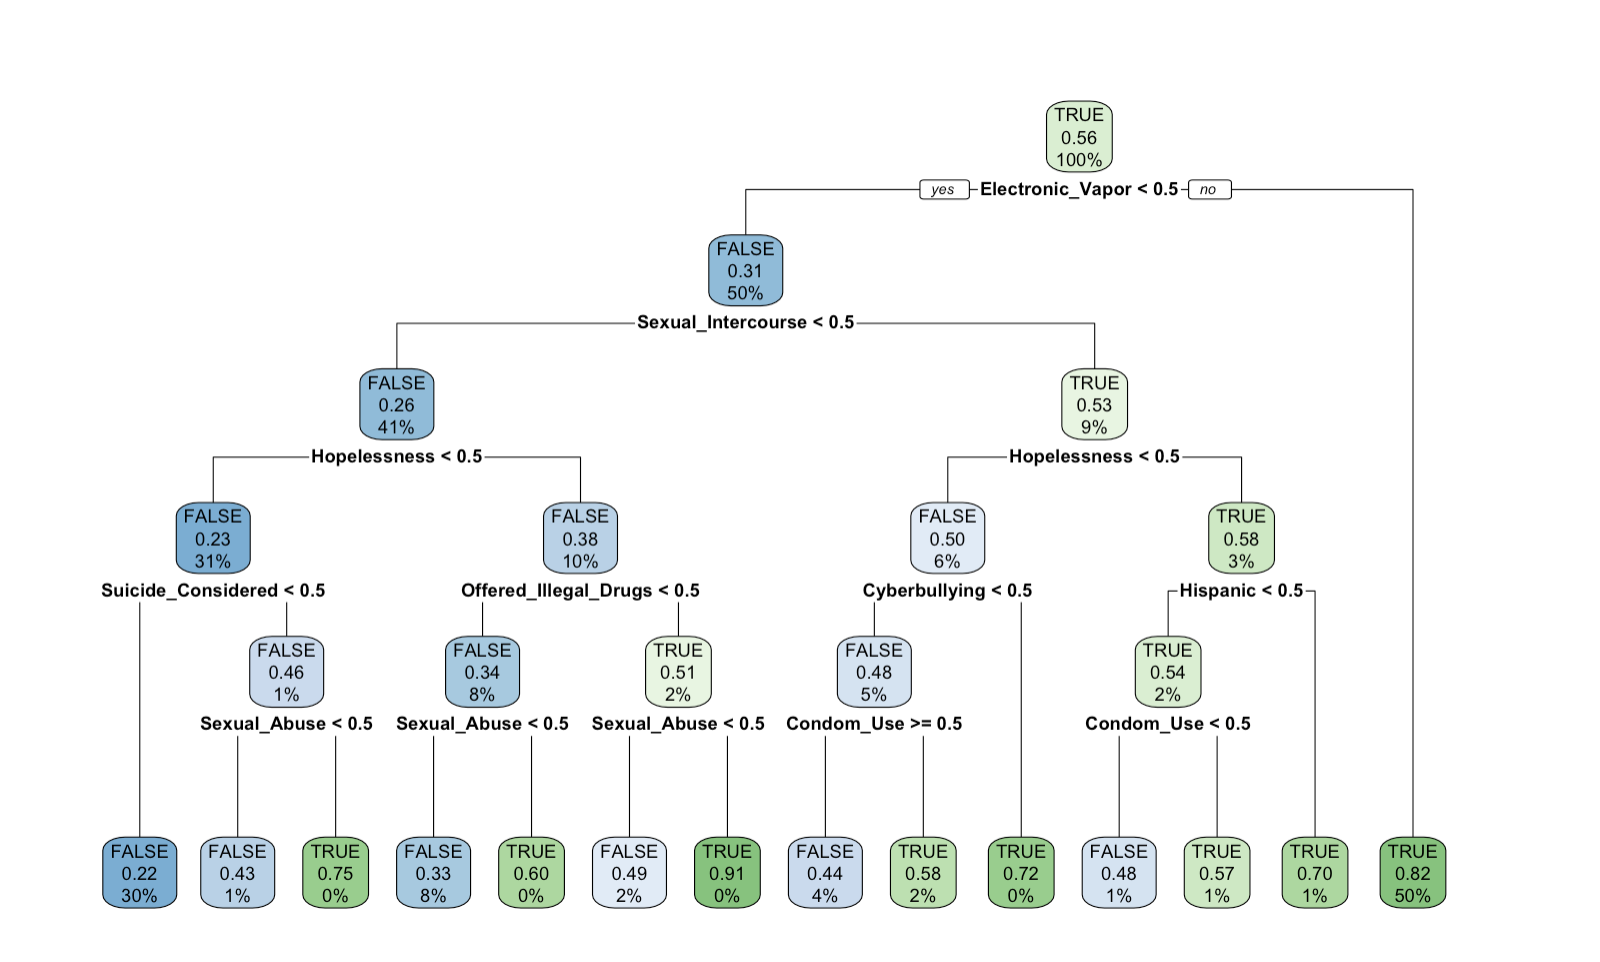 TRUE
0.56
100%
yes Electronic_Vapor < 0.5 no
FALSE
0.31
50%
Sexual_Intercourse < 0.5
FALSE
0.26
41%
TRUE
0.53
9%
Hopelessness < 0.5
Hopelessness < 0.5
FALSE
0.23
31%
FALSE
0.38
10%
FALSE
0.50
6%
TRUE
0.58
3%
Suicide_Considered < 0.5
Offered_Illegal_Drugs < 0.5
Cyberbullying < 0.5
Hispanic < 0.5
FALSE
0.46
1%
FALSE
0.34
8%
TRUE
0.51
2%
FALSE
0.48
5%
TRUE
0.54
2%
Sexual_Abuse < 0.5
Sexual_Abuse < 0.5
Sexual_Abuse < 0.5
Condom_Use >= 0.5
Condom_Use < 0.5
FALSE
0.22
30%
FALSE
0.43
1%
TRUE
0.75
0%
FALSE
0.33
8%
TRUE
0.60
0%
FALSE
0.49
2%
TRUE
0.91
0%
FALSE
0.44
4%
TRUE
0.58
2%
TRUE
0.72
0%
FALSE
0.48
1%
TRUE
0.57
1%
TRUE
0.70
1%
TRUE
0.82
50%